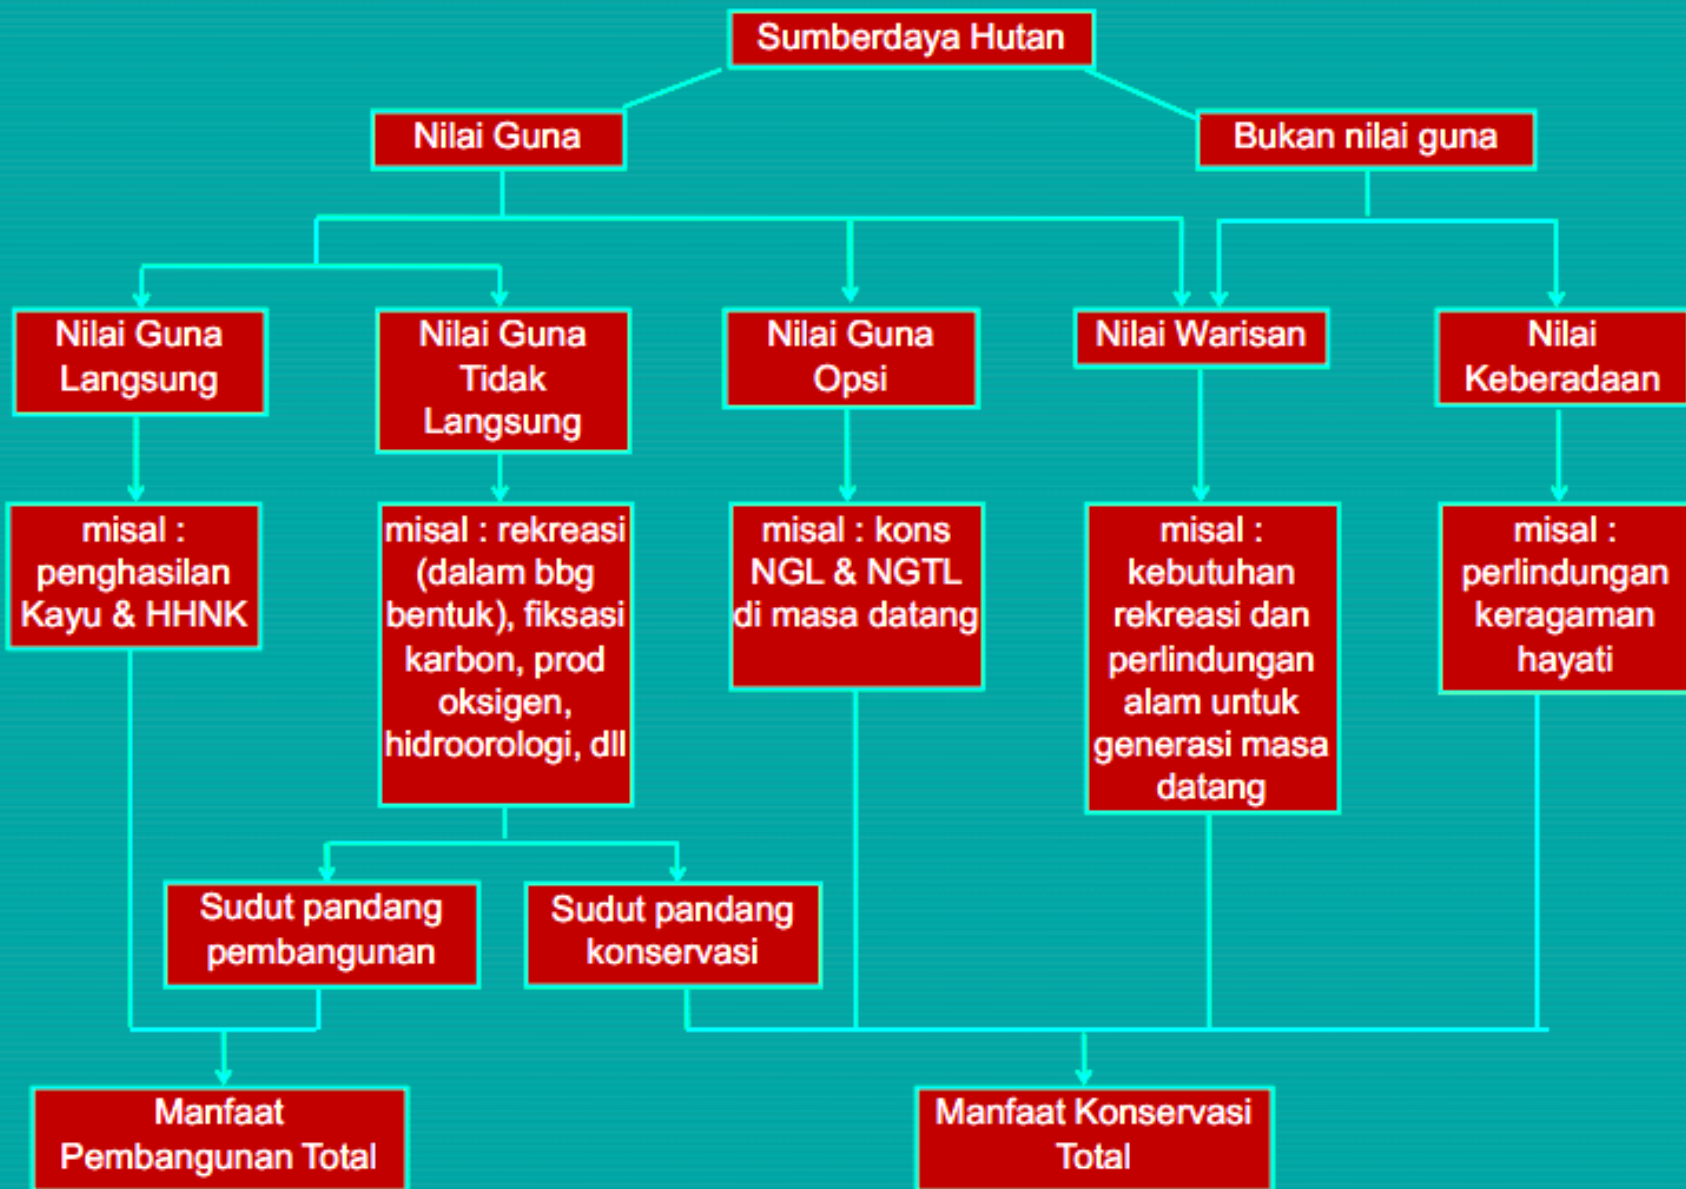 Sumberdaya Hutan
Nilai Guna
Bukan nilai guna
Nilai Guna
Langsung
Nilai Guna
Tidak
Langsung
Nilai Guna
Opsi
Nilai Warisan
Nilai
Keberadaan
misal :
penghasilan
Kayu & HHNK
misal : rekreasi
(dalam bbg
bentuk), fiksasi
karbon, prod
oksigen,
hidroorologi, dll
misal : kons
NGL & NGTL
di masa datang
misal :
kebutuhan
rekreasi dan
perlindungan
alam untuk
generasi masa
datang
misal :
perlindungan
keragaman
hayati
Sudut pandang
pembangunan
Sudut pandang
konservasi
Manfaat
Pembangunan Total
Manfaat Konservasi
Total